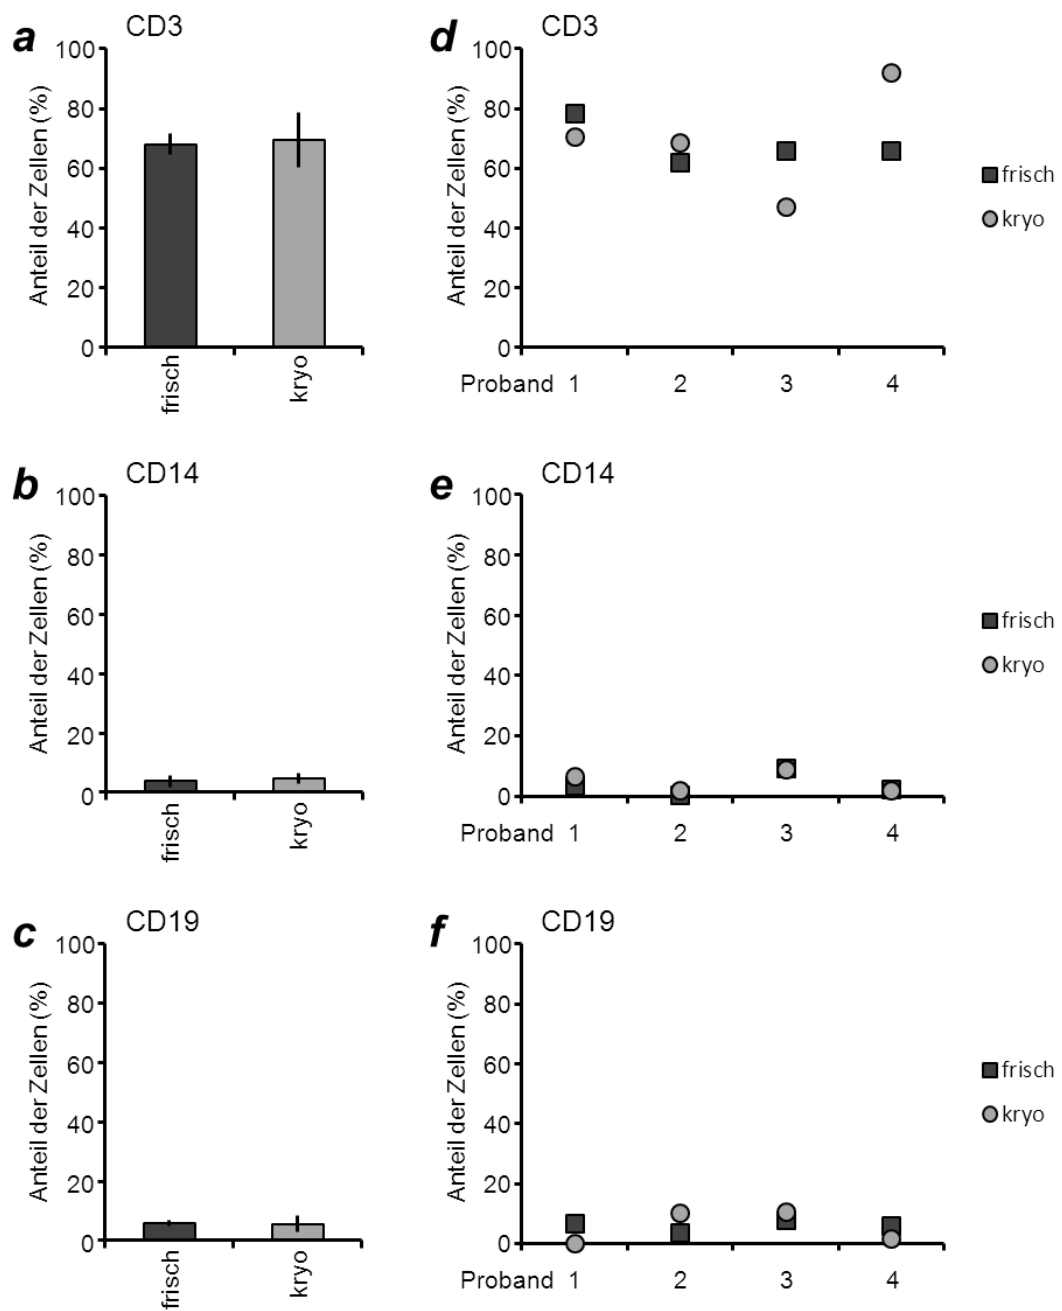 a CD3
100
80
60
40
20
0
Anteil der Zellen (%)
frisch
kryo
d CD3
100
80
60
40
20
0
Anteil der Zellen (%)
Proband 1 2 3 4
frisch
kryo
b CD14
100
80
60
40
20
0
Anteil der Zellen (%)
frisch
kryo
e CD14
100
80
60
40
20
0
Anteil der Zellen (%)
Proband 1 2 3 4
frisch
kryo
c CD19
100
80
60
40
20
0
Anteil der Zellen (%)
frisch
kryo
f CD19
100
80
60
40
20
0
Anteil der Zellen (%)
Proband 1 2 3 4
frisch
kryo